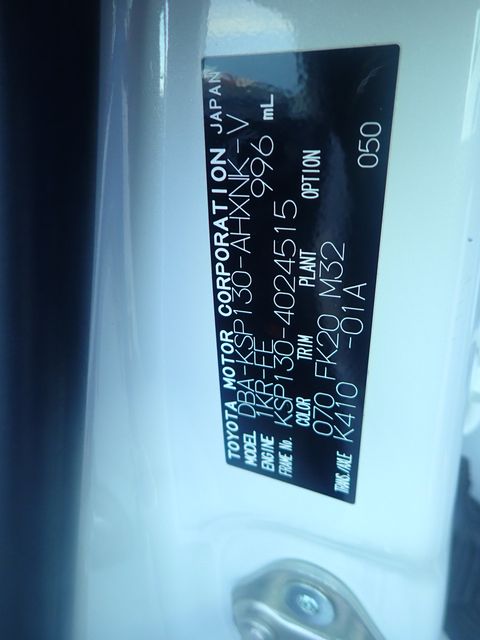 TOYOTA MOTOR CORPORATION JAPAN
MODEL DBA-KSP130-AHXNK-V
ENGINE 1KR-FE 996 mL
FRAME No. KSP130-4024515
COLOR TRIM PLANT OPTION
070 FK20 M32
TRANS./AXLE K410 -01A 050